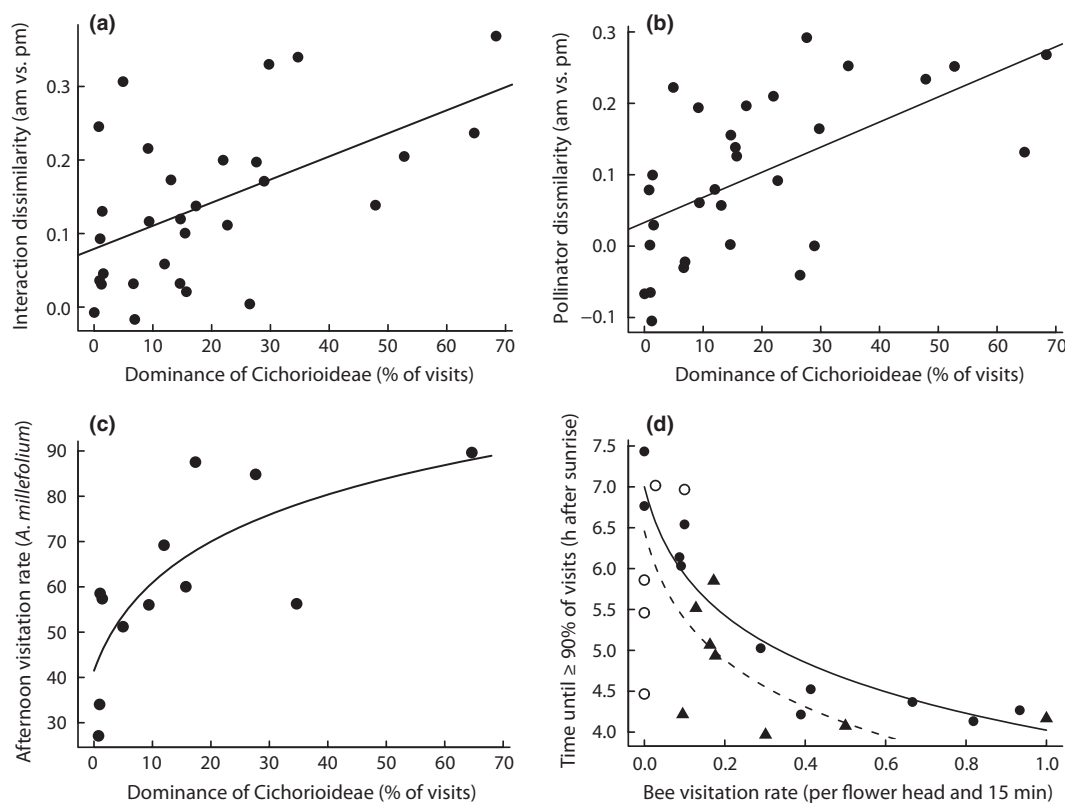 (a)
Interaction dissimilarity (am vs. pm)
0.3
0.2
0.1
0.0
0 10 20 30 40 50 60 70
Dominance of Cichorioideae (% of visits)
(b)
Pollinator dissmilarity (am vs. pm)
0.3
0.2
0.1
0.0
−0.1
0 10 20 30 40 50 60 70
Dominance of Cichorioideae (% of visits)
(c)
Afternoon visitation rate (A. millefolium)
90
80
70
60
50
40
30
0 10 20 30 40 50 60 70
Dominance of Cichorioideae (% of visits)
(d)
Time until ≥ 90% of visits (h after sunrise)
7.5
7.0
6.5
6.0
5.5
5.0
4.5
4.0
0.0 0.2 0.4 0.6 0.8 1.0
Bee visitation rate (per flower head and 15 min)